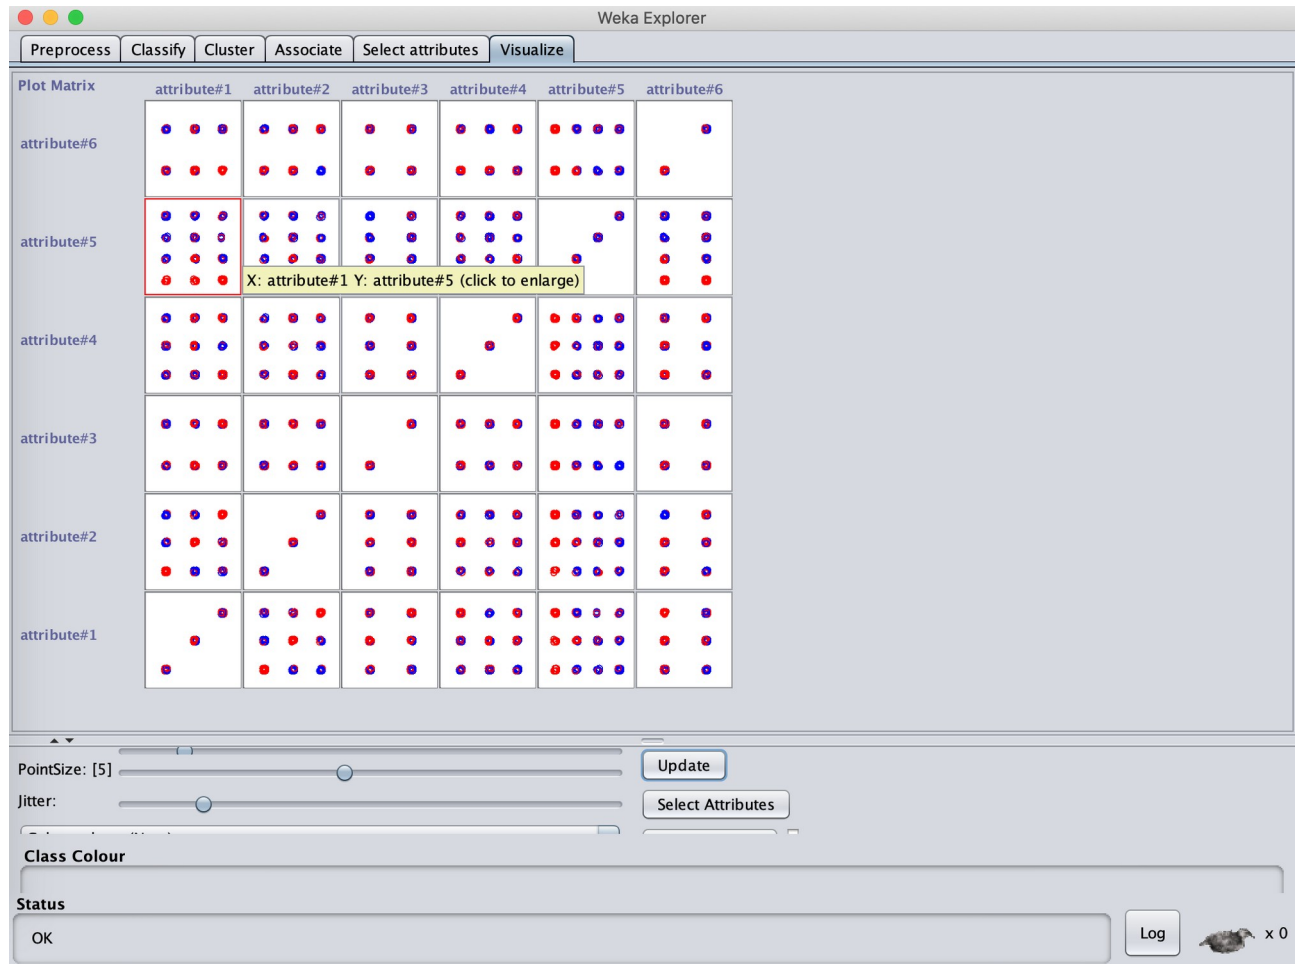 Weka Explorer
Preprocess Classify Cluster Associate Select attributes Visualize
Plot Matrix attribute#1 attribute#2 attribute#3 attribute#4 attribute#5 attribute#6
attribute#6
attribute#5
X: attribute#1 Y: attribute#5 (click to enlarge)
attribute#4
attribute#3
attribute#2
attribute#1
PointSize: [5] Update
Jitter: Select Attributes
Class Colour
Status
OK Log x 0